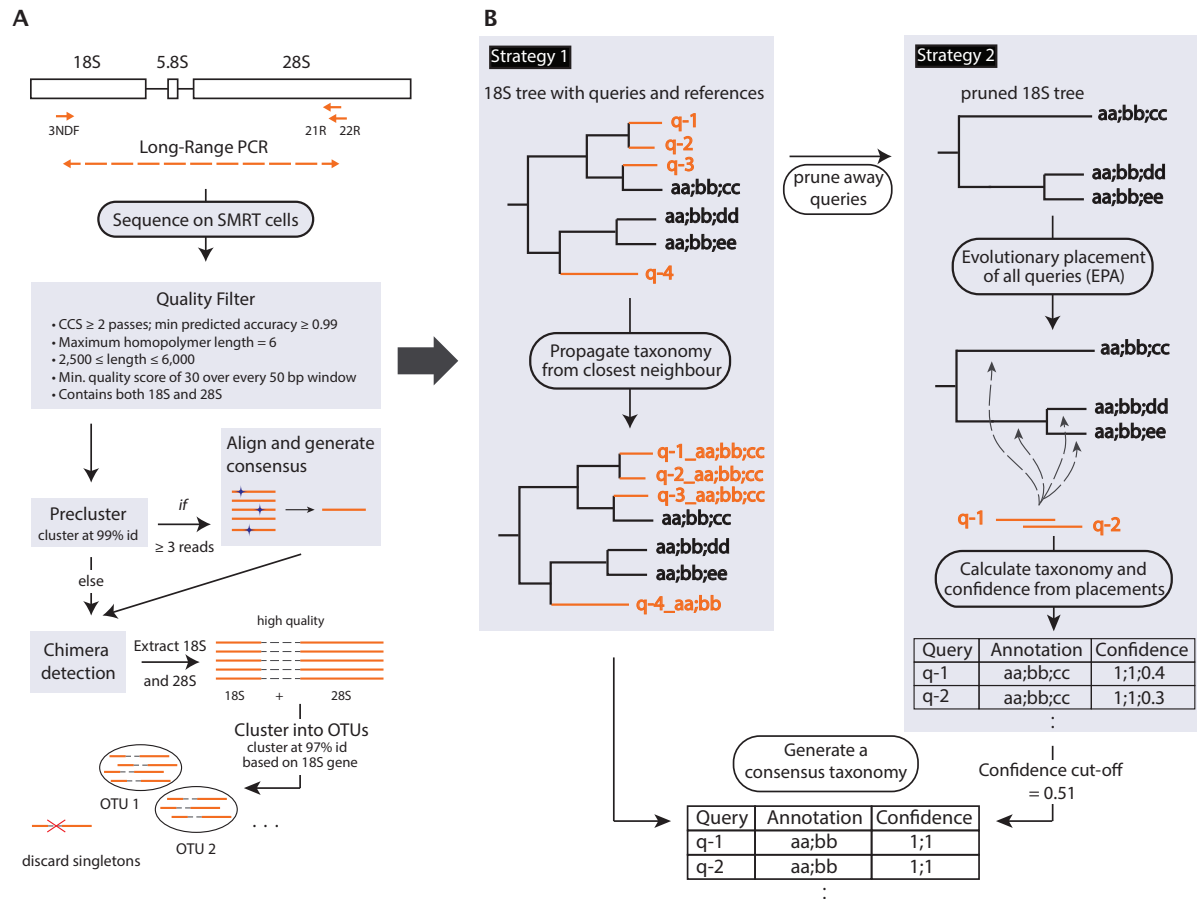 A
18S
5.8S
28S
3NDF
21R
22R
Long-Range PCR
Sequence on SMRT cells
Quality Filter
• CCS ≥ 2 passes; min predicted accuracy ≥ 0.99
• Maximum homopolymer length = 6
• 2,500 ≤ length ≤ 6,000
• Min. quality score of 30 over every 50 bp window
• Contains both 18S and 28S
Align and generate
consensus
Precluster
cluster at 99% id
if
≥ 3 reads
else
Chimera
detection
Extract 18S
and 28S
high quality
18S + 28S
Cluster into OTUs
cluster at 97% id
based on 18S gene
OTU 1
OTU 2
. . .
discard singletons
B
Strategy 1
18S tree with queries and references
q-1
q-2
q-3
aa;bb;cc
aa;bb;dd
aa;bb;ee
q-4
Propagate taxonomy
from closest neighbour
q-1_aa;bb;cc
q-2_aa;bb;cc
q-3_aa;bb;cc
aa;bb;cc
aa;bb;dd
aa;bb;ee
q-4_aa;bb
prune away
queries
Strategy 2
pruned 18S tree
aa;bb;cc
aa;bb;dd
aa;bb;ee
Evolutionary placement
of all queries (EPA)
aa;bb;cc
aa;bb;dd
aa;bb;ee
q-1
q-2
Calculate taxonomy and
confidence from placements
Query Annotation Confidence
q-1 aa;bb;cc 1;1;0.4
q-2 aa;bb;cc 1;1;0.3
:
Confidence cut-off
= 0.51
Generate a
consensus taxonomy
Query Annotation Confidence
q-1 aa;bb 1;1
q-2 aa;bb 1;1
: